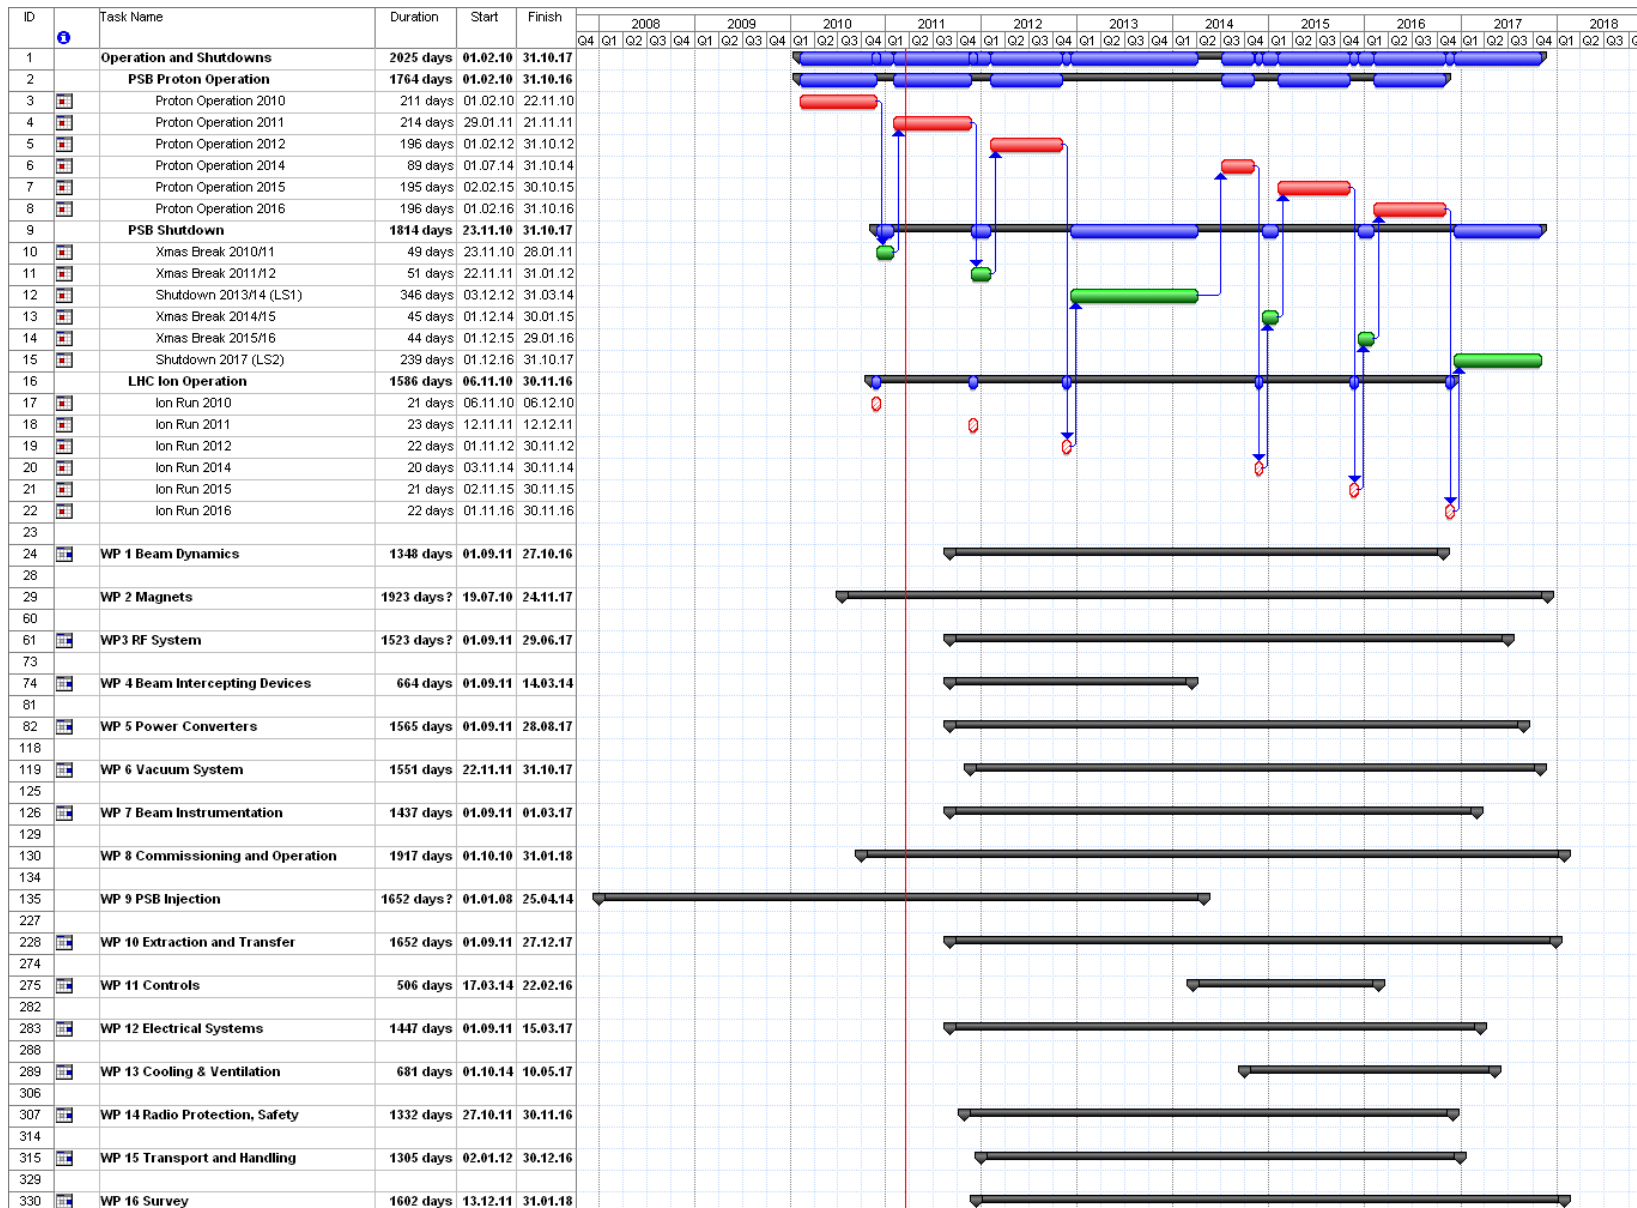 ID Task Name Duration Start Finish
2008 2009 2010 2011 2012 2013 2014 2015 2016 2017 2018
Q4 Q1 Q2 Q3 Q4 Q1 Q2 Q3 Q4 Q1 Q2 Q3 Q4 Q1 Q2 Q3 Q4 Q1 Q2 Q3 Q4 Q1 Q2 Q3 Q4 Q1 Q2 Q3 Q4 Q1 Q2 Q3 Q4 Q1 Q2 Q3 Q4 Q1 Q2 Q3 Q4 Q1 Q2 Q3
1 Operation and Shutdowns 2025 days 01.02.10 31.10.17
2 PSB Proton Operation 1764 days 01.02.10 31.10.16
3 Proton Operation 2010 211 days 01.02.10 22.11.10
4 Proton Operation 2011 214 days 29.01.11 21.11.11
5 Proton Operation 2012 196 days 01.02.12 31.10.12
6 Proton Operation 2014 89 days 01.07.14 31.10.14
7 Proton Operation 2015 195 days 02.02.15 30.10.15
8 Proton Operation 2016 196 days 01.02.16 31.10.16
9 PSB Shutdown 1814 days 23.11.10 31.10.17
10 Xmas Break 2010/11 49 days 23.11.10 28.01.11
11 Xmas Break 2011/12 51 days 22.11.11 31.01.12
12 Shutdown 2013/14 (LS1) 346 days 03.12.12 31.03.14
13 Xmas Break 2014/15 45 days 01.12.14 30.01.15
14 Xmas Break 2015/16 44 days 01.12.15 29.01.16
15 Shutdown 2017 (LS2) 239 days 01.12.16 31.10.17
16 LHC Ion Operation 1586 days 06.11.10 30.11.16
17 Ion Run 2010 21 days 06.11.10 06.12.10
18 Ion Run 2011 23 days 12.11.11 12.12.11
19 Ion Run 2012 22 days 01.11.12 30.11.12
20 Ion Run 2014 20 days 03.11.14 30.11.14
21 Ion Run 2015 21 days 02.11.15 30.11.15
22 Ion Run 2016 22 days 01.11.16 30.11.16
23
24 WP 1 Beam Dynamics 1348 days 01.09.11 27.10.16
28
29 WP 2 Magnets 1923 days? 19.07.10 24.11.17
60
61 WP3 RF System 1523 days? 01.09.11 29.06.17
73
74 WP 4 Beam Intercepting Devices 664 days 01.09.11 14.03.14
81
82 WP 5 Power Converters 1565 days 01.09.11 28.08.17
118
119 WP 6 Vacuum System 1551 days 22.11.11 31.10.17
125
126 WP 7 Beam Instrumentation 1437 days 01.09.11 01.03.17
129
130 WP 8 Commissioning and Operation 1917 days 01.10.10 31.01.18
134
135 WP 9 PSB Injection 1652 days? 01.01.08 25.04.14
227
228 WP 10 Extraction and Transfer 1652 days 01.09.11 27.12.17
274
275 WP 11 Controls 506 days 17.03.14 22.02.16
282
283 WP 12 Electrical Systems 1447 days 01.09.11 15.03.17
288
289 WP 13 Cooling & Ventilation 681 days 01.10.14 10.05.17
306
307 WP 14 Radio Protection, Safety 1332 days 27.10.11 30.11.16
314
315 WP 15 Transport and Handling 1305 days 02.01.12 30.12.16
329
330 WP 16 Survey 1602 days 13.12.11 31.01.18